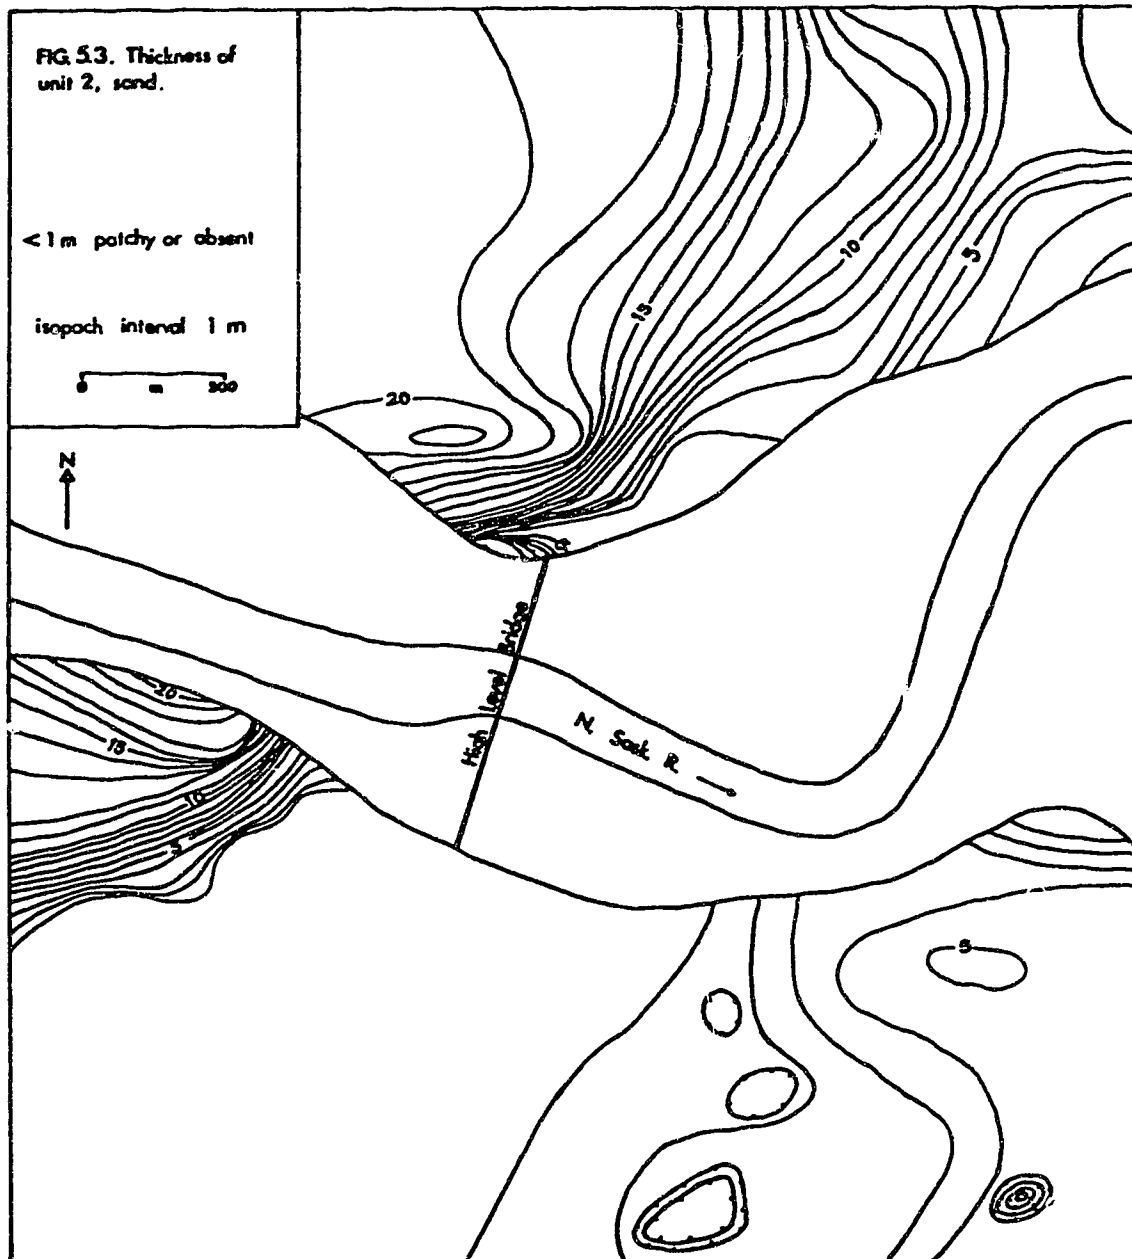 FIG. 5.3. Thickness of
unit 2, sand.
< 1 m patchy or absent
isopach interval 1 m
0 m 300
N
20
15
10
5
High Level Bridge
N. Sask. R.
20
15
10
5
5